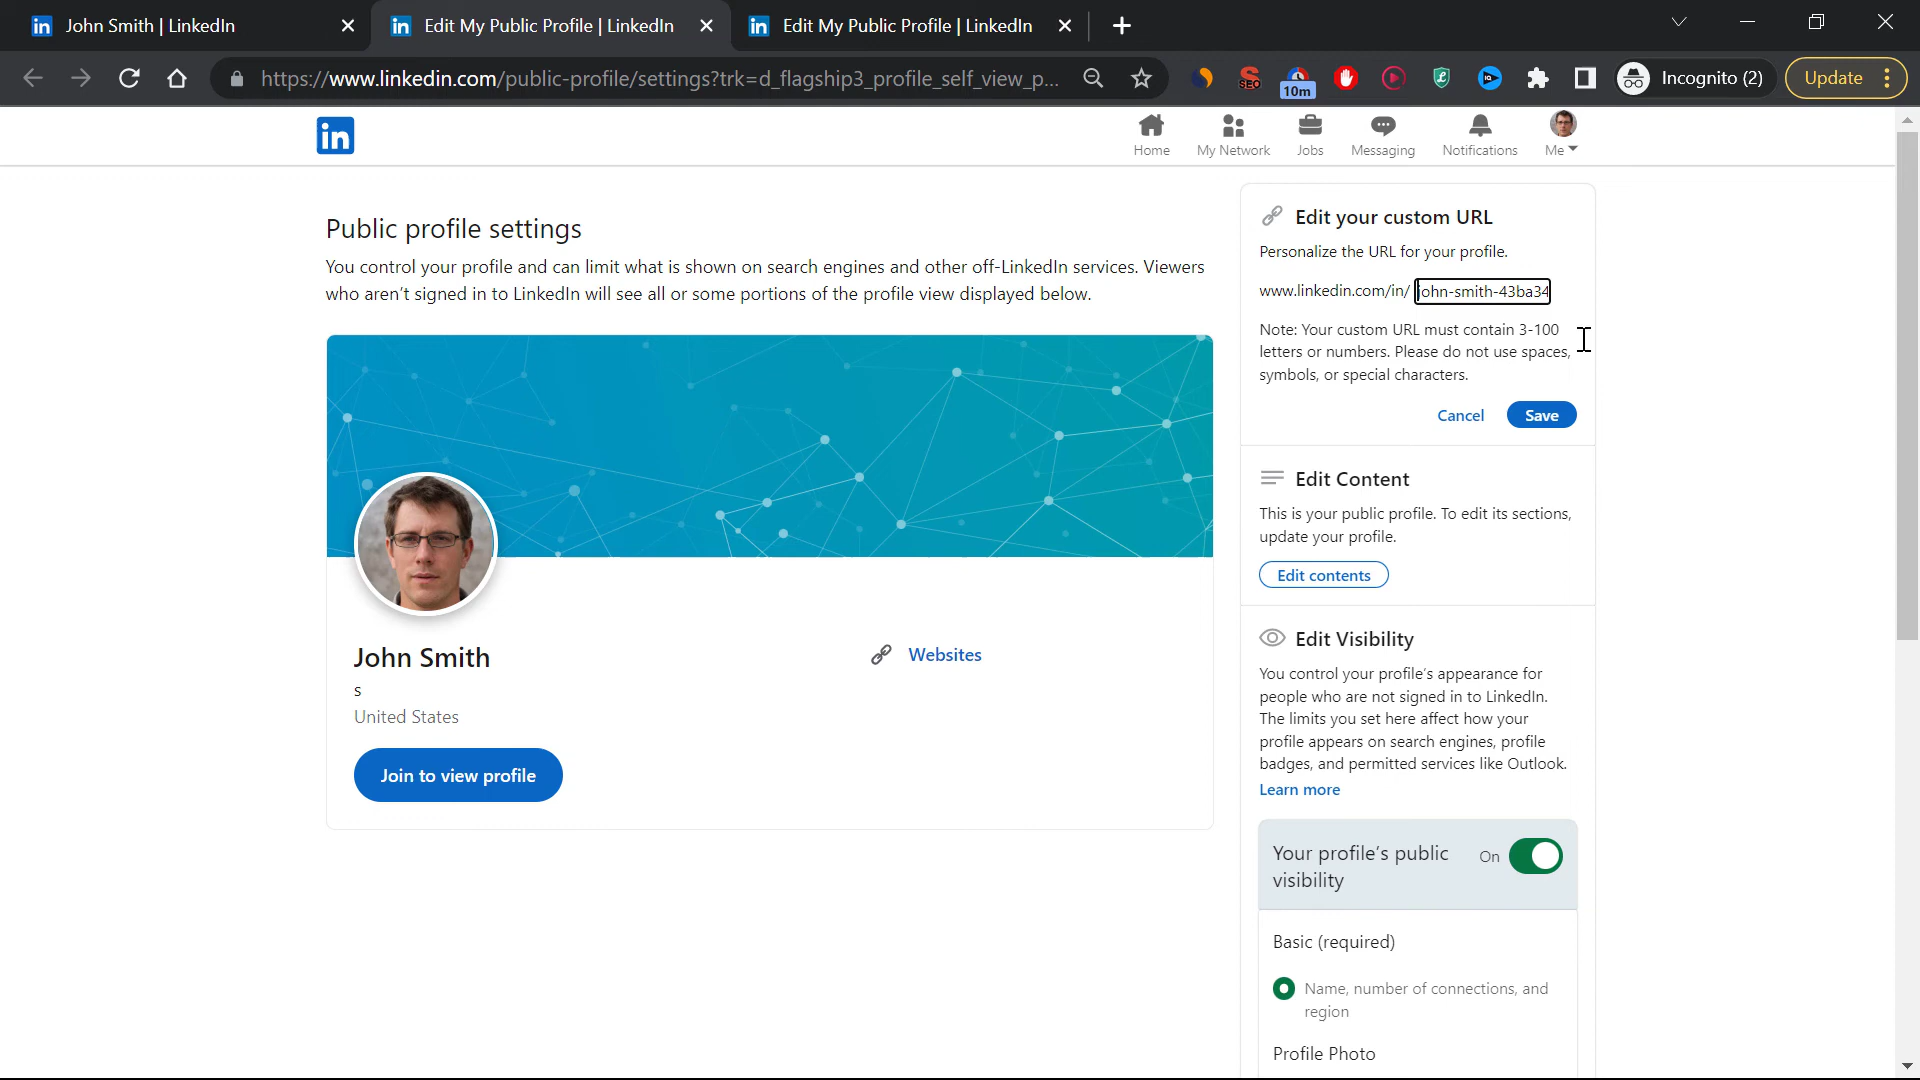 John Smith | LinkedIn
Edit My Public Profile | LinkedIn
Edit My Public Profile | LinkedIn
https://www.linkedin.com/public-profile/settings?trk=d_flagship3_profile_self_view_p...
SEO
10m
Incognito (2)
Update
in
Home
My Network
Jobs
Messaging
Notifications
Me
Public profile settings
You control your profile and can limit what is shown on search engines and other off-LinkedIn services. Viewers
who aren't signed in to LinkedIn will see all or some portions of the profile view displayed below.
John Smith
s
United States
Websites
Join to view profile
Edit your custom URL
Personalize the URL for your profile.
www.linkedin.com/in/ john-smith-43ba34
Note: Your custom URL must contain 3-100
letters or numbers. Please do not use spaces,
symbols, or special characters.
Cancel
Save
Edit Content
This is your public profile. To edit its sections,
update your profile.
Edit contents
Edit Visibility
You control your profile's appearance for
people who are not signed in to LinkedIn.
The limits you set here affect how your
profile appears on search engines, profile
badges, and permitted services like Outlook.
Learn more
Your profile's public
visibility
On
Basic (required)
Name, number of connections, and
region
Profile Photo